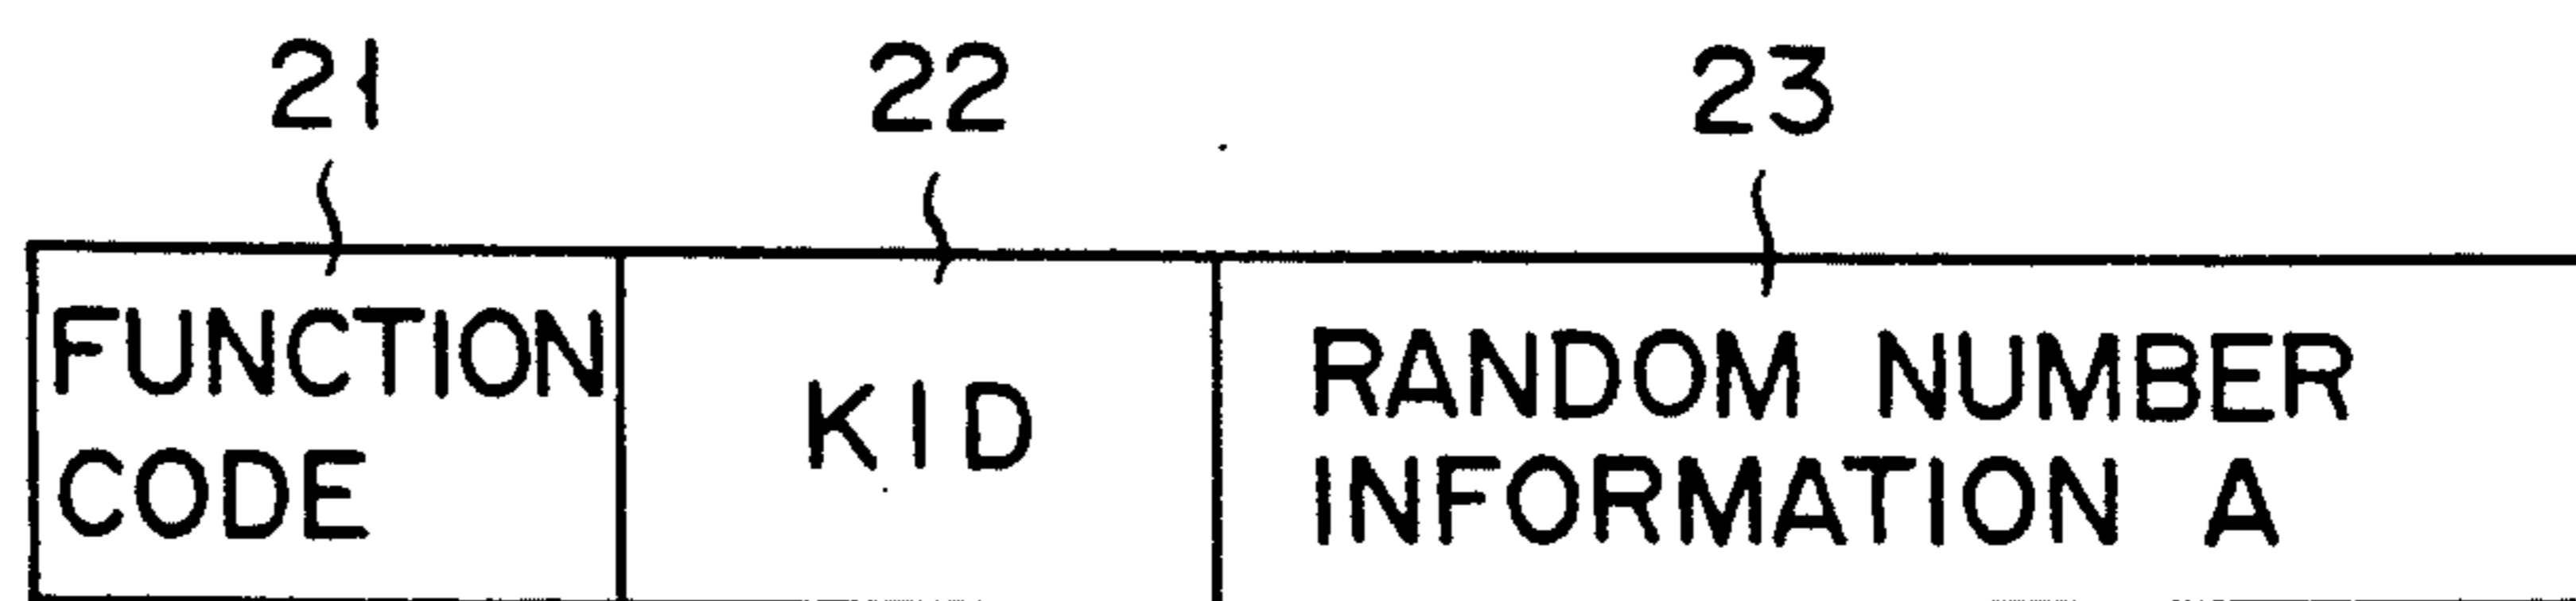 21 22 23
FUNCTION CODE
KID
RANDOM NUMBER
INFORMATION A